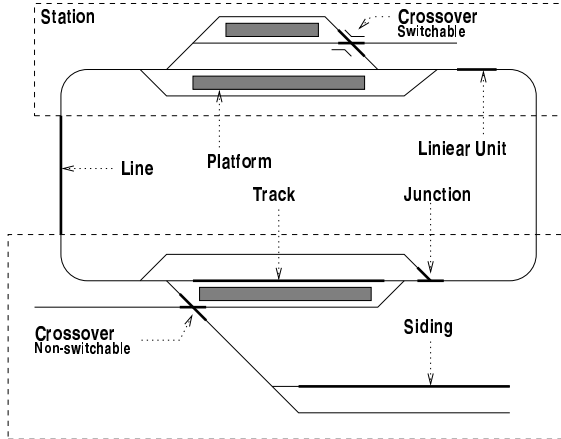 Station
Crossover
Switchable
Liniear Unit
Platform
Line
Track
Junction
Crossover
Non-switchable
Siding